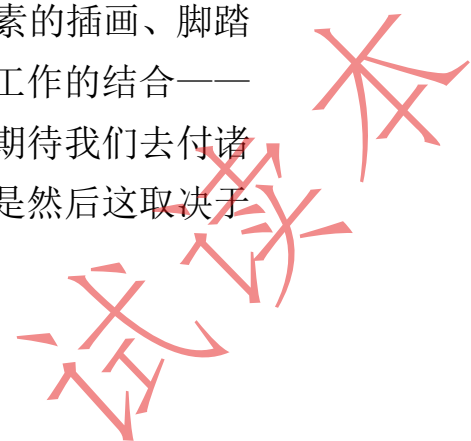 素的插画、脚踏
工作的结合——
期待我们去付诸
是然后这取决于
试读本